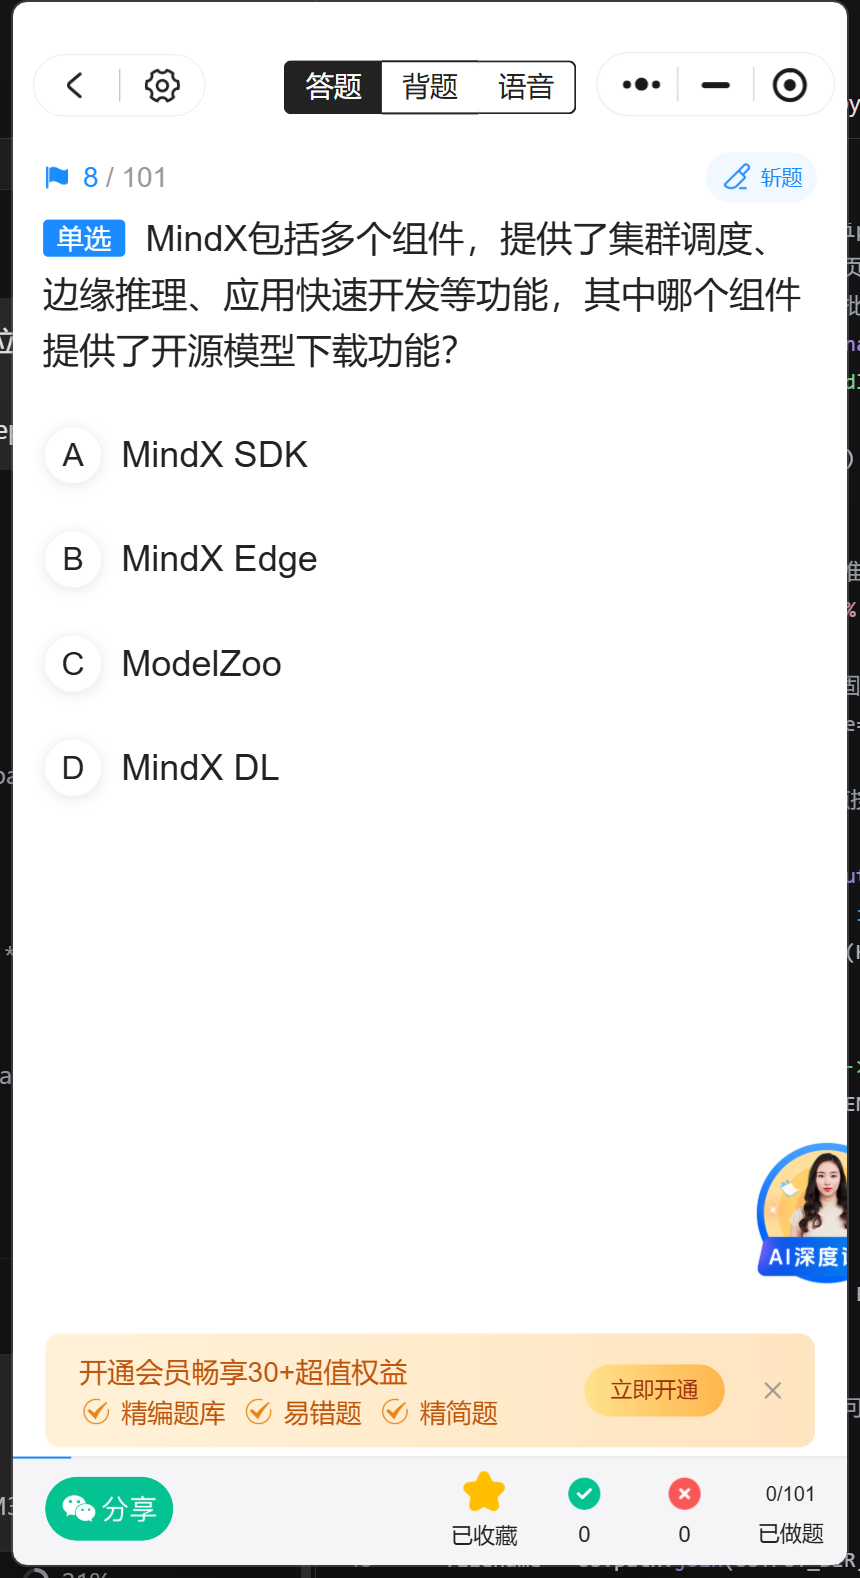 答题 背题 语音
8 / 101
斩题
单选 MindX包括多个组件，提供了集群调度、
边缘推理、应用快速开发等功能，其中哪个组件
提供了开源模型下载功能？
A MindX SDK
B MindX Edge
C ModelZoo
D MindX DL
AI深度
开通会员畅享30+超值权益
精编题库 易错题 精简题
立即开通
分享
已收藏
0
0
0/101
已做题